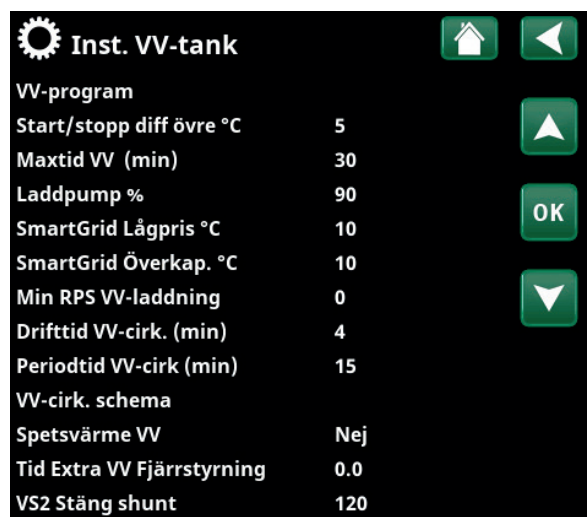 Inst. VV-tank
VV-program
Start/stopp diff övre °C 5
Maxtid VV (min) 30
Laddpump % 90
SmartGrid Lågpris °C 10
SmartGrid Överkap. °C 10
Min RPS VV-laddning 0
Drifttid VV-cirk. (min) 4
Periodtid VV-cirk (min) 15
VV-cirk. schema
Spetsvärme VV Nej
Tid Extra VV Fjärrstyrning 0.0
VS2 Stäng shunt 120
OK